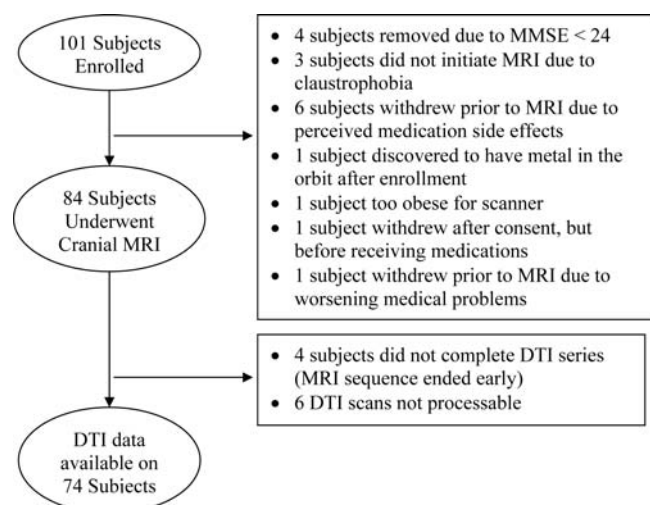 101 Subjects
Enrolled
• 4 subjects removed due to MMSE < 24
• 3 subjects did not initiate MRI due to
claustrophobia
• 6 subjects withdrew prior to MRI due to
perceived medication side effects
• 1 subject discovered to have metal in the
orbit after enrollment
• 1 subject too obese for scanner
• 1 subject withdrew after consent, but
before receiving medications
• 1 subject withdrew prior to MRI due to
worsening medical problems
84 Subjects
Underwent
Cranial MRI
• 4 subjects did not complete DTI series
(MRI sequence ended early)
• 6 DTI scans not processable
DTI data
available on
74 Subjects